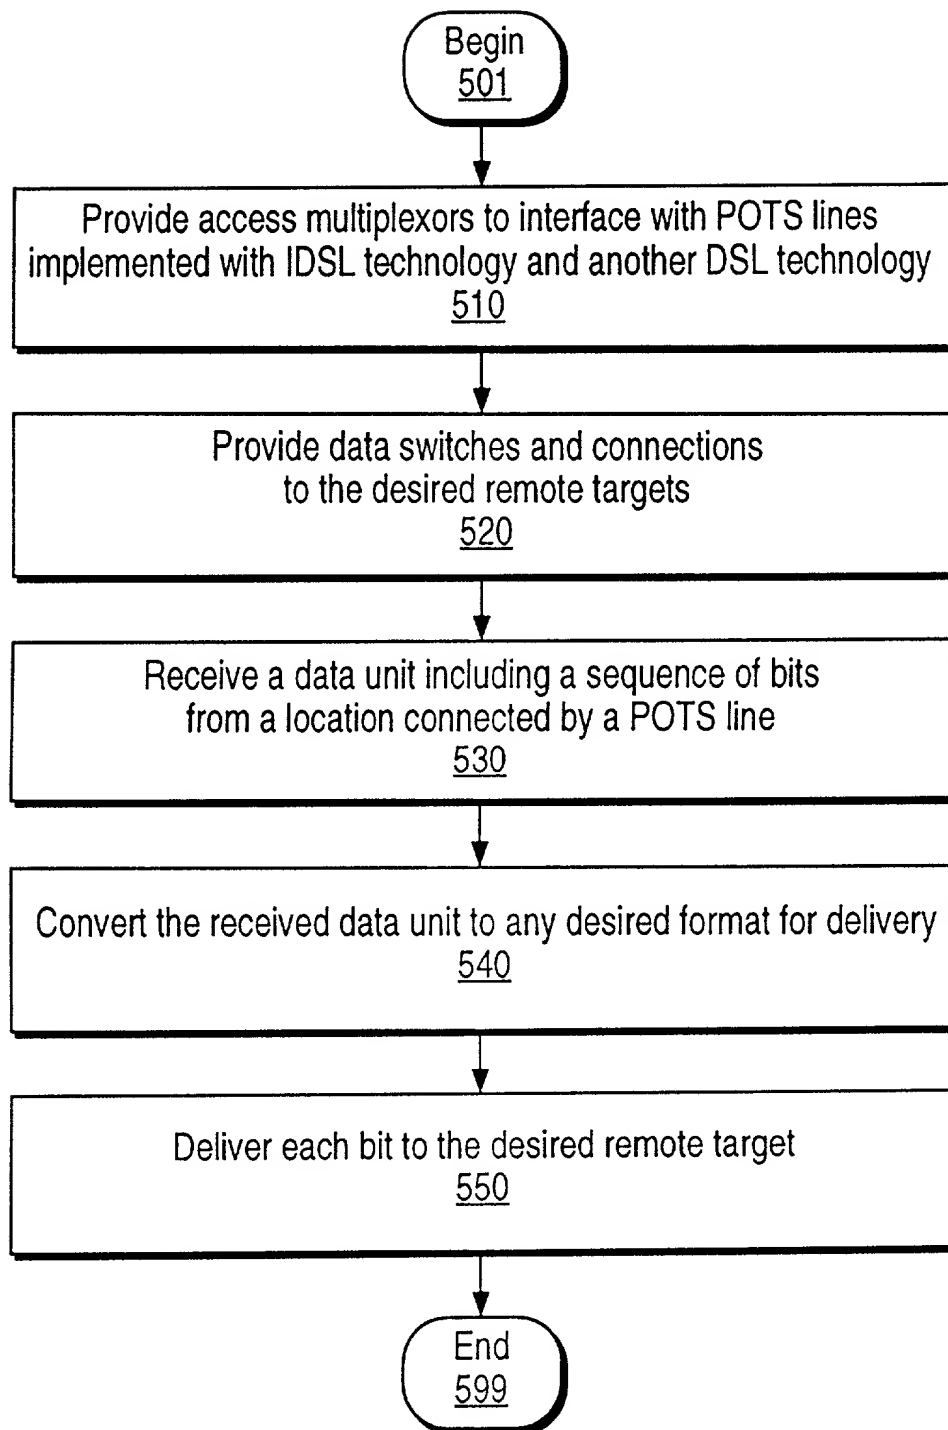 Begin
501
Provide access multiplexors to interface with POTS lines
implemented with IDSL technology and another DSL technology
510
Provide data switches and connections
to the desired remote targets
520
Receive a data unit including a sequence of bits
from a location connected by a POTS line
530
Convert the received data unit to any desired format for delivery
540
Deliver each bit to the desired remote target
550
End
599